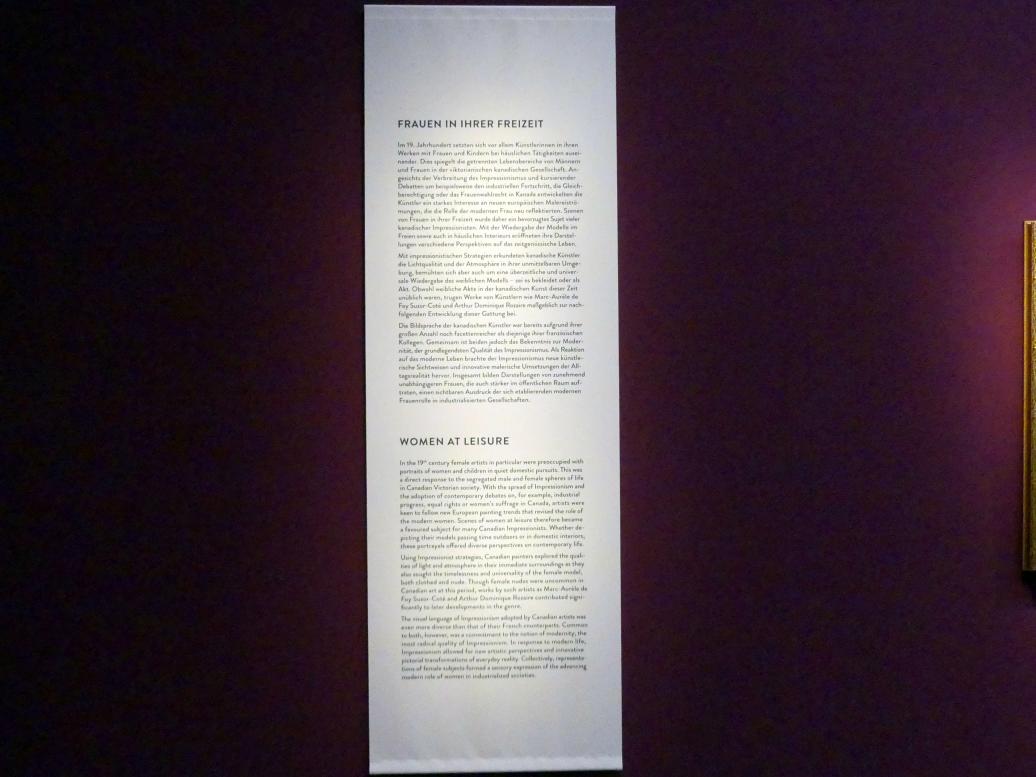 FRAUEN IN IHRER FREIZEIT
Im 19. Jahrhundert setzten sich vor allem Künstlerinnen in ihren
Werken mit Frauen und Kindern bei häuslichen Tätigkeiten ausei-
nander. Dies spiegelt die getrennten Lebensbereiche von Männern
und Frauen in der viktorianischen kanadischen Gesellschaft. An-
gesichts der Verbreitung des Impressionismus und kursierender
Debatten um beispielsweise den industriellen Fortschritt, die Gleich-
berechtigung oder das Frauenwahlrecht in Kanada entwickelten die
Künstler ein starkes Interesse an neuen europäischen Malereiströ-
mungen, die die Rolle der modernen Frau neu reflektierten. Szenen
von Frauen in ihrer Freizeit wurde daher ein bevorzugtes Sujet vieler
kanadischer Impressionisten. Mit der Wiedergabe der Modelle im
Freien sowie auch in häuslichen Interieurs eröffneten ihre Darstel-
lungen verschiedene Perspektiven auf das zeitgenössische Leben.
Mit impressionistischen Strategien erkundeten kanadische Künstler
die Lichtqualität und der Atmosphäre in ihrer unmittelbaren Umge-
bung, bemühten sich aber auch um eine überzeitliche und univer-
sale Wiedergabe des weiblichen Modells – sei es bekleidet oder als
Akt. Obwohl weibliche Akte in der kanadischen Kunst dieser Zeit
unüblich waren, trugen Werke von Künstlern wie Marc-Aurèle de
Foy Suzor-Coté und Arthur Dominique Rozaire maßgeblich zur nach-
folgenden Entwicklung dieser Gattung bei.
Die Bildsprache der kanadischen Künstler war bereits aufgrund ihrer
großen Anzahl noch facettenreicher als diejenige ihrer französischen
Kollegen. Gemeinsam ist beiden jedoch das Bekenntnis zur Moder-
nität, der grundlegendsten Qualität des Impressionismus. Als Reaktion
auf das moderne Leben brachte der Impressionismus neue künstle-
rische Sichtweisen und innovative malerische Umsetzungen der All-
tagsrealität hervor. Insgesamt bilden Darstellungen von zunehmend
unabhängigeren Frauen, die auch stärker im öffentlichen Raum auf-
traten, einen sichtbaren Ausdruck der sich etablierenden modernen
Frauenrolle in industrialisierten Gesellschaften.
WOMEN AT LEISURE
In the 19th century female artists in particular were preoccupied with
portraits of women and children in quiet domestic pursuits. This was
a direct response to the segregated male and female spheres of life
in Canadian Victorian society. With the spread of Impressionism and
the adoption of contemporary debates on, for example, industrial
progress, equal rights or women's suffrage in Canada, artists were
keen to follow new European painting trends that revised the role of
the modern women. Scenes of women at leisure therefore became
a favoured subject for many Canadian Impressionists. Whether de-
picting their models passing time outdoors or in domestic interiors,
these portrayals offered diverse perspectives on contemporary life.
Using Impressionist strategies, Canadian painters explored the quali-
ties of light and atmosphere in their immediate surroundings as they
also sought the timelessness and universality of the female model,
both clothed and nude. Though female nudes were uncommon in
Canadian art at this period, works by such artists as Marc-Aurèle de
Foy Suzor-Coté and Arthur Dominique Rozaire contributed signi-
ficantly to later developments in the genre.
The visual language of Impressionism adopted by Canadian artists was
even more diverse than that of their French counterparts. Common
to both, however, was a commitment to the notion of modernity, the
most radical quality of Impressionism. In response to modern life,
Impressionism allowed for new artistic perspectives and innovative
pictorial transformations of everyday reality. Collectively, representa-
tions of female subjects formed a sensory expression of the advancing
modern role of women in industrialized societies.